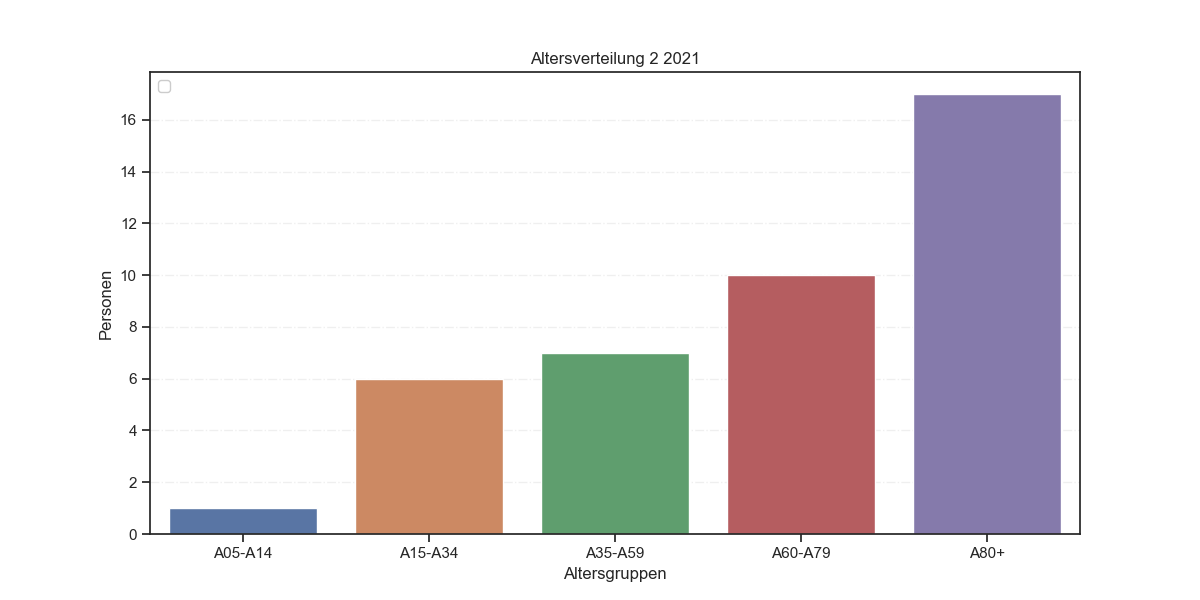 Altersverteilung 2 2021
Personen
16
14
12
10
8
6
4
2
0
A05-A14 A15-A34 A35-A59 A60-A79 A80+
Altersgruppen